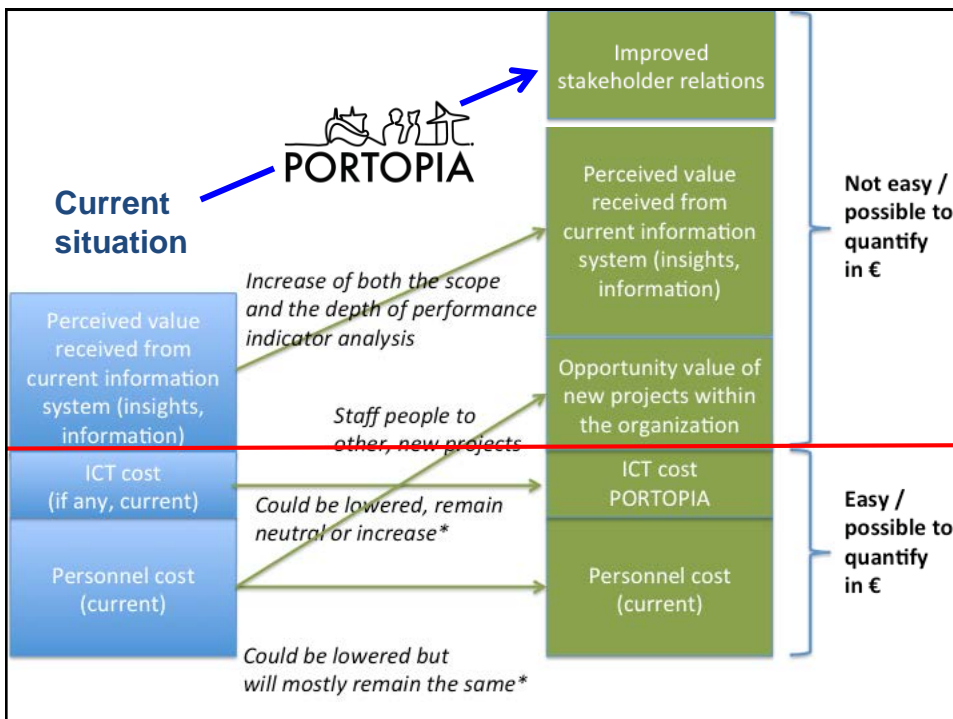 Improved
stakeholder relations
PORTOPIA
Current
situation
Perceived value
received from
current information
system (insights,
information)
Not easy /
possible to
quantify
in €
Increase of both the scope
and the depth of performance
indicator analysis
Perceived value
received from
current information
system (insights,
information)
Opportunity value of
new projects within
the organization
Staff people to
other, new projects
ICT cost
(if any, current)
ICT cost
PORTOPIA
Could be lowered, remain
neutral or increase*
Easy /
possible to
quantify
in €
Personnel cost
(current)
Personnel cost
(current)
Could be lowered but
will mostly remain the same*